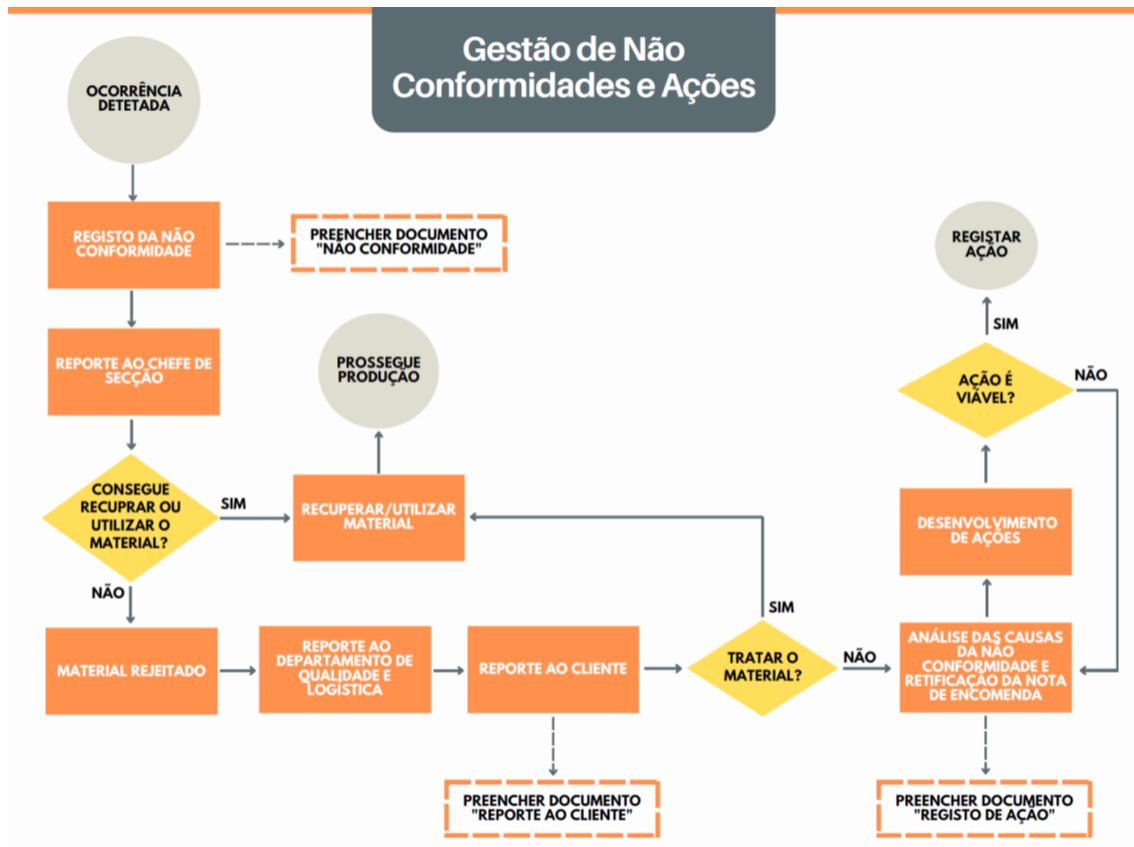 Gestão de Não
Conformidades e Ações
OCORRÊNCIA
DETETADA
REGISTO DA NÃO
CONFORMIDADE
PREENCHER DOCUMENTO
"NÃO CONFORMIDADE"
REPORTE AO CHEFE DE
SECÇÃO
PROSSEGUE
PRODUÇÃO
CONSEGUE
RECUPRAR OU
UTILIZAR O
MATERIAL?
SIM
RECUPERAR/UTILIZAR
MATERIAL
NÃO
MATERIAL REJEITADO
REPORTE AO
DEPARTAMENTO DE
QUALIDADE E
LOGÍSTICA
REPORTE AO CLIENTE
PREENCHER DOCUMENTO
"REPORTE AO CLIENTE"
TRATAR O
MATERIAL?
SIM
NÃO
ANÁLISE DAS CAUSAS
DA NÃO
CONFORMIDADE E
RETIFICAÇÃO DA NOTA
DE ENCOMENDA
PREENCHER DOCUMENTO
"REGISTO DE AÇÃO"
DESENVOLVIMENTO
DE AÇÕES
AÇÃO É
VIÁVEL?
NÃO
SIM
REGISTAR
AÇÃO